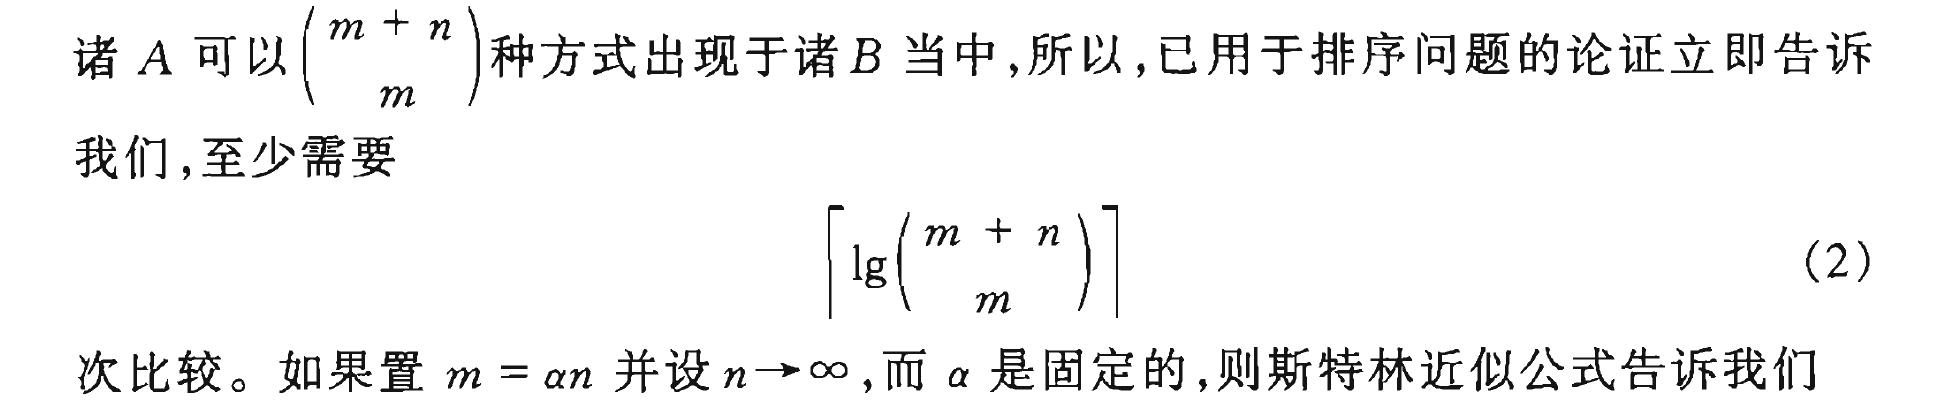 诸 A 可以 $\binom{m+n}{m}$ 种方式出现于诸 B 当中,所以,已用于排序问题的论证立即告诉
我们,至少需要
$\left\lceil \lg \binom{m+n}{m} \right\rceil$ (2)
次比较。如果置 m = αn 并设 n→∞,而 α 是固定的,则斯特林近似公式告诉我们